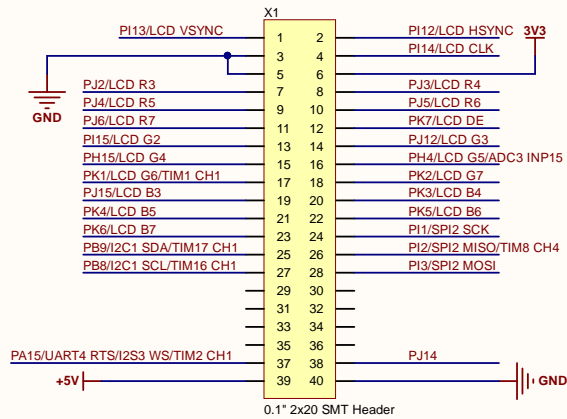 X1
PI13/LCD VSYNC 1 2 PI12/LCD HSYNC 3V3
3 4 PI14/LCD CLK
5 6
PJ2/LCD R3 7 8 PJ3/LCD R4
GND PJ4/LCD R5 9 10 PJ5/LCD R6
PJ6/LCD R7 11 12 PK7/LCD DE
PI15/LCD G2 13 14 PJ12/LCD G3
PH15/LCD G4 15 16 PH4/LCD G5/ADC3 INP15
PK1/LCD G6/TIM1 CH1 17 18 PK2/LCD G7
PJ15/LCD B3 19 20 PK3/LCD B4
PK4/LCD B5 21 22 PK5/LCD B6
PK6/LCD B7 23 24 PI1/SPI2 SCK
PB9/I2C1 SDA/TIM17 CH1 25 26 PI2/SPI2 MISO/TIM8 CH4
PB8/I2C1 SCL/TIM16 CH1 27 28 PI3/SPI2 MOSI
29 30
31 32
33 34
35 36
PA15/UART4 RTS/I2S3 WS/TIM2 CH1 37 38 PJ14
+5V 39 40 GND
0.1" 2x20 SMT Header